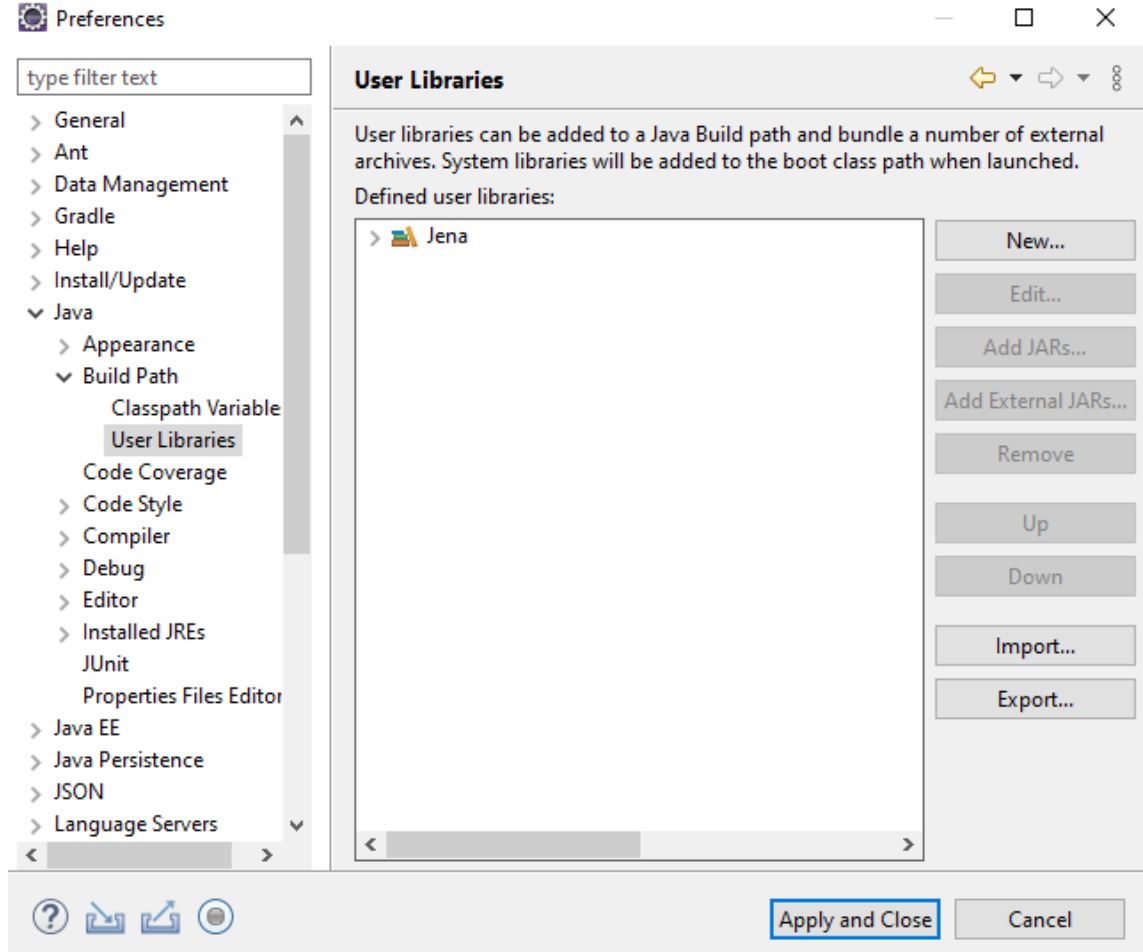 Preferences
type filter text
General
Ant
Data Management
Gradle
Help
Install/Update
Java
Appearance
Build Path
Classpath Variable
User Libraries
Code Coverage
Code Style
Compiler
Debug
Editor
Installed JREs
JUnit
Properties Files Editor
Java EE
Java Persistence
JSON
Language Servers
User Libraries
User libraries can be added to a Java Build path and bundle a number of external
archives. System libraries will be added to the boot class path when launched.
Defined user libraries:
Jena
New...
Edit...
Add JARs...
Add External JARs...
Remove
Up
Down
Import...
Export...
Apply and Close
Cancel